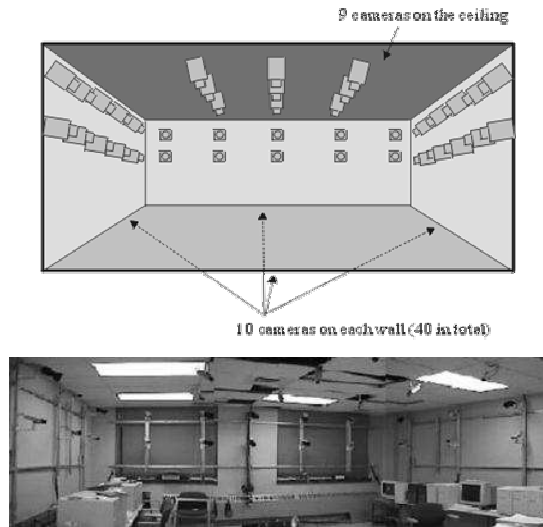 9 cameras on the ceiling
10 cameras on each wall (40 in total)